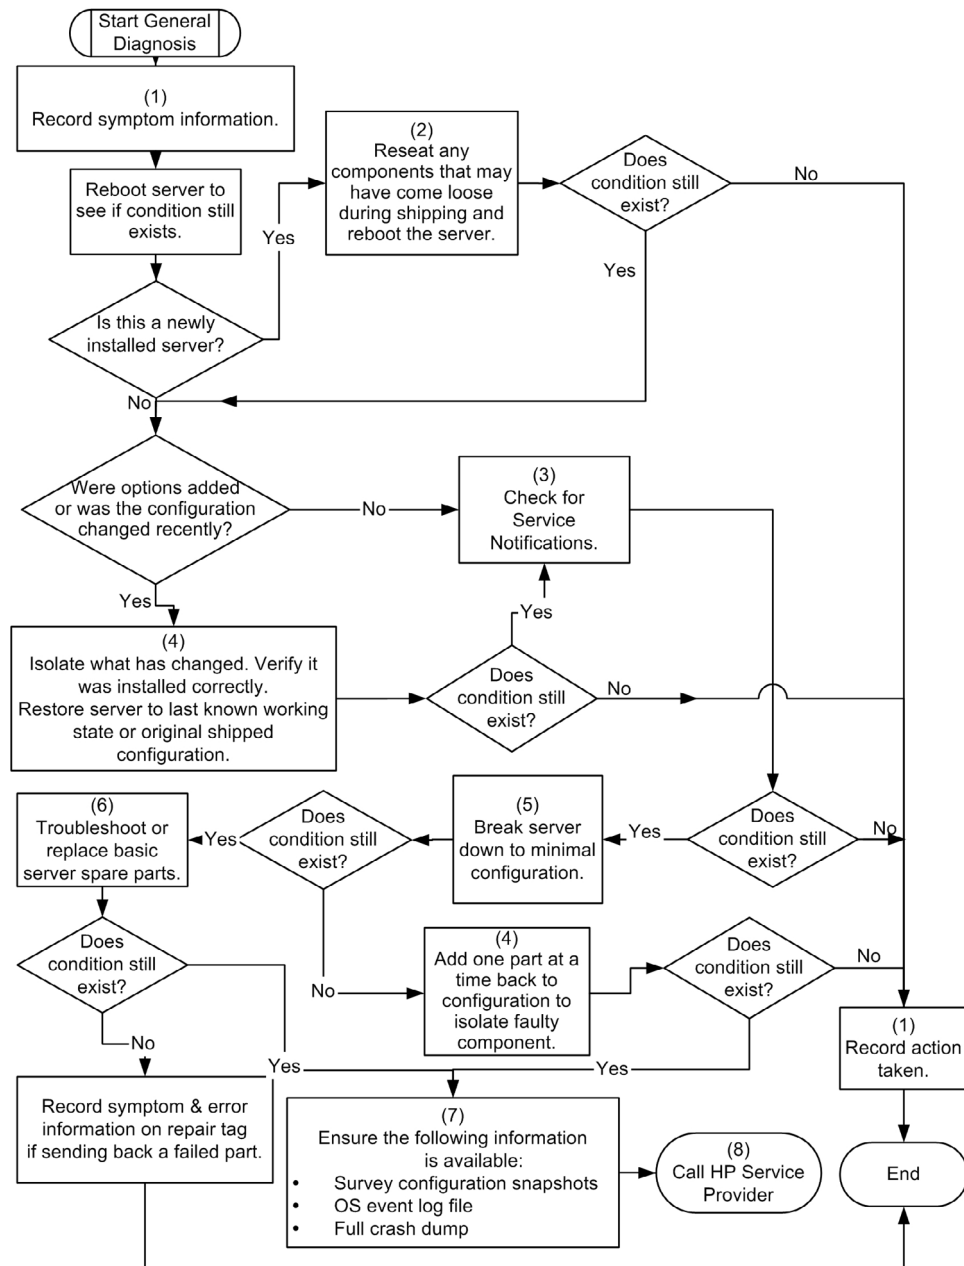 Start General
Diagnosis
(1)
Record symptom information.
Reboot server to
see if condition still
exists.
Is this a newly
installed server?
Yes
(2)
Reseat any
components that may
have come loose
during shipping and
reboot the server.
Does
condition still
exist?
No
Yes
No
Were options added
or was the configuration
changed recently?
No
(3)
Check for
Service
Notifications.
Yes
(4)
Isolate what has changed. Verify it
was installed correctly.
Restore server to last known working
state or original shipped
configuration.
Does
condition still
exist?
Yes
No
Does
condition still
exist?
No
Yes
(5)
Break server
down to minimal
configuration.
Does
condition still
exist?
Yes
No
(6)
Troubleshoot or
replace basic
server spare parts.
Does
condition still
exist?
Yes
No
(4)
Add one part at a
time back to
configuration to
isolate faulty
component.
Does
condition still
exist?
No
Yes
(1)
Record action
taken.
Record symptom & error
information on repair tag
if sending back a failed part.
(7)
Ensure the following information
is available:
• Survey configuration snapshots
• OS event log file
• Full crash dump
(8)
Call HP Service
Provider
End